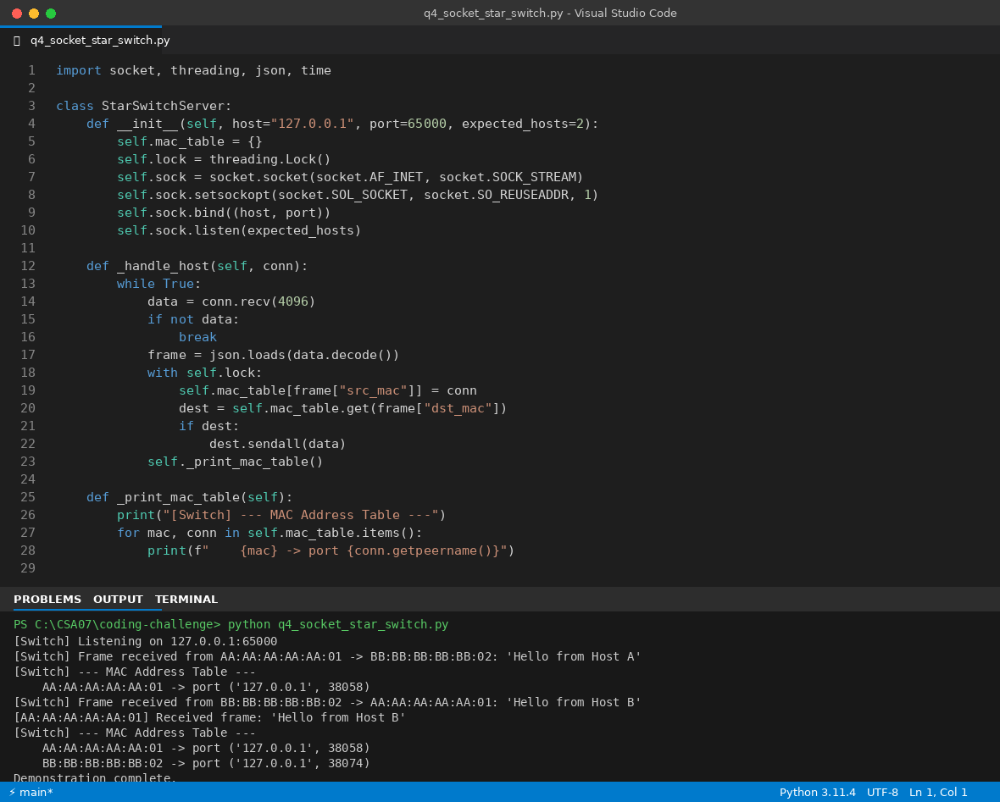 q4_socket_star_switch.py - Visual Studio Code
q4_socket_star_switch.py
1 import socket, threading, json, time
2
3 class StarSwitchServer:
4     def __init__(self, host="127.0.0.1", port=65000, expected_hosts=2):
5         self.mac_table = {}
6         self.lock = threading.Lock()
7         self.sock = socket.socket(socket.AF_INET, socket.SOCK_STREAM)
8         self.sock.setsockopt(socket.SOL_SOCKET, socket.SO_REUSEADDR, 1)
9         self.sock.bind((host, port))
10         self.sock.listen(expected_hosts)
11
12     def _handle_host(self, conn):
13         while True:
14             data = conn.recv(4096)
15             if not data:
16                 break
17             frame = json.loads(data.decode())
18             with self.lock:
19                 self.mac_table[frame["src_mac"]] = conn
20                 dest = self.mac_table.get(frame["dst_mac"])
21                 if dest:
22                     dest.sendall(data)
23             self._print_mac_table()
24
25     def _print_mac_table(self):
26         print("[Switch] --- MAC Address Table ---")
27         for mac, conn in self.mac_table.items():
28             print(f"    {mac} -> port {conn.getpeername()}")
29
PROBLEMS OUTPUT TERMINAL
PS C:\CSA07\coding-challenge> python q4_socket_star_switch.py
[Switch] Listening on 127.0.0.1:65000
[Switch] Frame received from AA:AA:AA:AA:AA:01 -> BB:BB:BB:BB:BB:02: 'Hello from Host A'
[Switch] --- MAC Address Table ---
    AA:AA:AA:AA:AA:01 -> port ('127.0.0.1', 38058)
[Switch] Frame received from BB:BB:BB:BB:BB:02 -> AA:AA:AA:AA:AA:01: 'Hello from Host B'
[AA:AA:AA:AA:AA:01] Received frame: 'Hello from Host B'
[Switch] --- MAC Address Table ---
    AA:AA:AA:AA:AA:01 -> port ('127.0.0.1', 38058)
    BB:BB:BB:BB:BB:02 -> port ('127.0.0.1', 38074)
Demonstration complete.
⚡ main* Python 3.11.4 UTF-8 Ln 1, Col 1